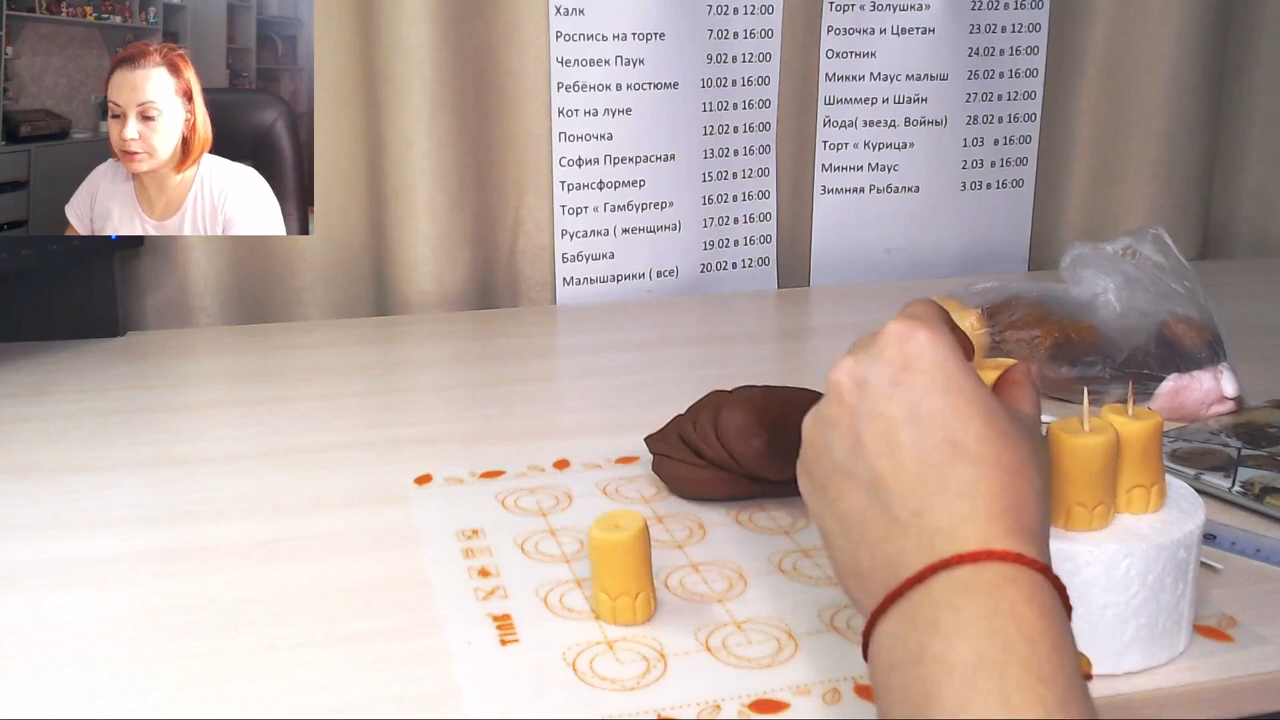 Халк 7.02 в 12:00
Роспись на торте 7.02 в 16:00
Человек Паук 9.02 в 12:00
Ребёнок в костюме 10.02 в 16:00
Кот на луне 11.02 в 16:00
Поночка 12.02 в 16:00
София Прекрасная 13.02 в 16:00
Трансформер 15.02 в 12:00
Торт « Гамбургер» 16.02 в 16:00
Русалка ( женщина) 17.02 в 16:00
Бабушка 19.02 в 16:00
Малышарики ( все) 20.02 в 12:00
Торт « Золушка» 22.02 в 16:00
Розочка и Цветан 23.02 в 12:00
Охотник 24.02 в 16:00
Микки Маус малыш 26.02 в 16:00
Шиммер и Шайн 27.02 в 12:00
Йода( звезд. Войны) 28.02 в 16:00
Торт « Курица» 1.03 в 16:00
Минни Маус 2.03 в 16:00
Зимняя Рыбалка 3.03 в 16:00